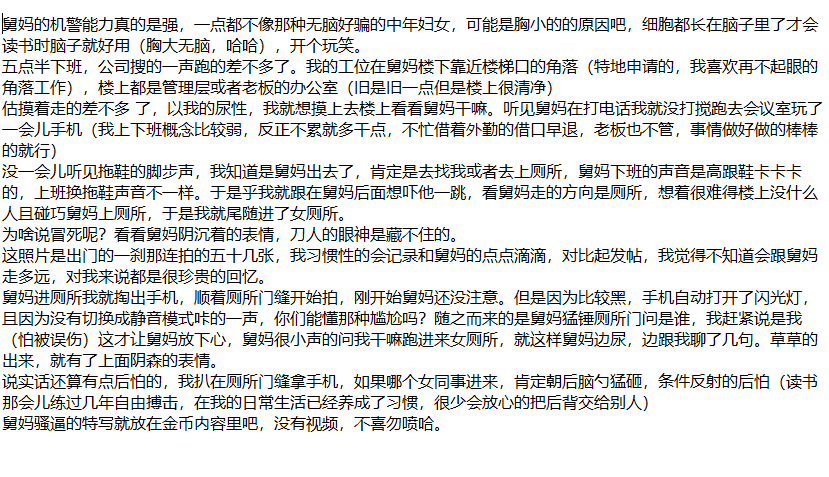 舅妈的机警能力真的是强，一点都不像那种无脑好骗的中年妇女，可能是胸小的的原因吧，细胞都长在脑子里了才会
读书时脑子就好用（胸大无脑，哈哈），开个玩笑。
五点半下班，公司搜的一声跑的差不多了。我的工位在舅妈楼下靠近楼梯口的角落（特地申请的，我喜欢再不起眼的
角落工作），楼上都是管理层或者老板的办公室（旧是旧一点但是楼上很清净）
估摸着走的差不多 了，以我的尿性，我就想摸上去楼上看看舅妈干嘛。听见舅妈在打电话我就没打搅跑去会议室玩了
一会儿手机（我上下班概念比较弱，反正不累就多干点，不忙借着外勤的借口早退，老板也不管，事情做好做的棒棒
的就行）
没一会儿听见拖鞋的脚步声，我知道是舅妈出去了，肯定是去找我或者去上厕所，舅妈下班的声音是高跟鞋卡卡卡
的，上班换拖鞋声音不一样。于是乎我就跟在舅妈后面想吓他一跳，看舅妈走的方向是厕所，想着很难得楼上没什么
人且碰巧舅妈上厕所，于是我就尾随进了女厕所。
为啥说冒死呢？看看舅妈阴沉着的表情，刀人的眼神是藏不住的。
这照片是出门的一刹那连拍的五十几张，我习惯性的会记录和舅妈的点点滴滴，对比起发帖，我觉得不知道会跟舅妈
走多远，对我来说都是很珍贵的回忆。
舅妈进厕所我就掏出手机，顺着厕所门缝开始拍，刚开始舅妈还没注意。但是因为比较黑，手机自动打开了闪光灯，
且因为没有切换成静音模式咔的一声，你们能懂那种尴尬吗？随之而来的是舅妈猛锤厕所门问是谁，我赶紧说是我
（怕被误伤）这才让舅妈放下心，舅妈很小声的问我干嘛跑进来女厕所，就这样舅妈边尿，边跟我聊了几句。草草的
出来，就有了上面阴森的表情。
说实话还算有点后怕的，我扒在厕所门缝拿手机，如果哪个女同事进来，肯定朝后脑勺猛砸，条件反射的后怕（读书
那会儿练过几年自由搏击，在我的日常生活已经养成了习惯，很少会放心的把后背交给别人）
舅妈骚逼的特写就放在金币内容里吧，没有视频，不喜勿喷哈。